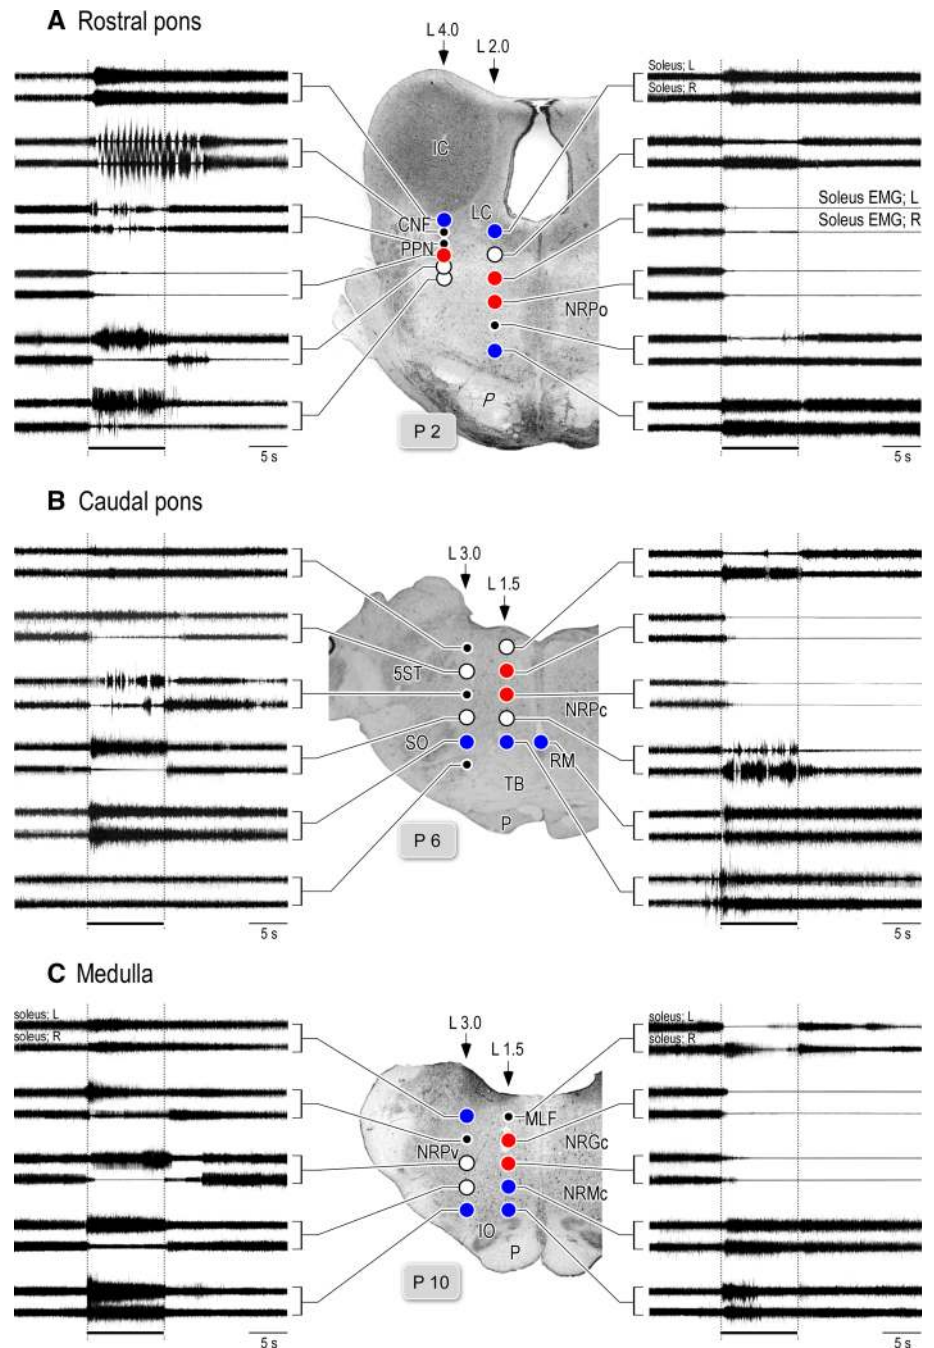 A Rostral pons
L 4.0
L 2.0
Soleus; L
Soleus; R
IC
CNF
LC
PPN
Soleus EMG; L
Soleus EMG; R
NRPo
P
P 2
5 s
5 s
B Caudal pons
L 3.0
L 1.5
5ST
NRPc
SO
RM
TB
P
P 6
5 s
5 s
C Medulla
soleus; L
soleus; R
L 3.0
L 1.5
soleus; L
soleus; R
MLF
NRPv
NRGc
NRMc
IO
P
P 10
5 s
5 s